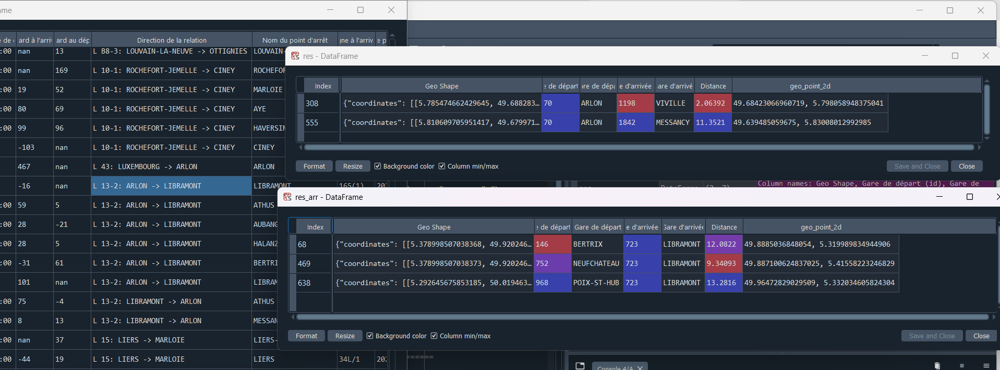 ame
e de ard à l'arriv ard au dép Direction de la relation Nom du point d'arrêt gne à l'arriv e p
:00 nan 13 L B8-3: LOUVAIN-LA-NEUVE -> OTTIGNIES LOUVAIN-
:00 nan 169 L 10-1: ROCHEFORT-JEMELLE -> CINEY ROCHEFOR
:00 19 52 L 10-1: ROCHEFORT-JEMELLE -> CINEY MARLOIE
:00 80 69 L 10-1: ROCHEFORT-JEMELLE -> CINEY AYE
:00 99 96 L 10-1: ROCHEFORT-JEMELLE -> CINEY HAVERSIN
-103 nan L 10-1: ROCHEFORT-JEMELLE -> CINEY CINEY
467 nan L 43: LUXEMBOURG -> ARLON ARLON
-16 nan L 13-2: ARLON -> LIBRAMONT LIBRAMONT 165(1) 202
:00 59 5 L 13-2: ARLON -> LIBRAMONT ATHUS
:00 28 -21 L 13-2: ARLON -> LIBRAMONT AUBANG
:00 28 5 L 13-2: ARLON -> LIBRAMONT HALANZ
:00 -31 61 L 13-2: ARLON -> LIBRAMONT BERTRI
101 nan L 13-2: ARLON -> LIBRAMONT LIBRAM
:00 75 -4 L 13-2: LIBRAMONT -> ARLON ATHUS
:00 8 13 L 13-2: LIBRAMONT -> ARLON MESSAN
:00 nan 37 L 15: LIERS -> MARLOIE LIERS-
:00 -44 19 L 15: LIERS -> MARLOIE LIERS 34L/1 202
res - DataFrame
Index Geo Shape e de départ are de dépa e d'arrivée are d'arrivé Distance geo_point_2d
308 {"coordinates": [[5.785474662429645, 49.688283… 70 ARLON 1198 VIVILLE 2.06392 49.68423066960719, 5.798058948375041
555 {"coordinates": [[5.810609705951417, 49.679971… 70 ARLON 1842 MESSANCY 11.3521 49.639485059675, 5.83008012992985
Format Resize Background color Column min/max Save and Close Close
DataFrame (2, 7) Column names: Geo Shape, Gare de départ (id), Gare de
res_arr - DataFrame
Index Geo Shape e de départ Gare de départ e d'arrivée Gare d'arrivée Distance geo_point_2d
68 {"coordinates": [[5.378998507038368, 49.920246… 146 BERTRIX 723 LIBRAMONT 12.0822 49.8885036848054, 5.319989834944906
469 {"coordinates": [[5.378998507038373, 49.920246… 752 NEUFCHATEAU 723 LIBRAMONT 9.34093 49.887100624837025, 5.41558223246829
638 {"coordinates": [[5.292645675853185, 50.019463… 968 POIX-ST-HUB 723 LIBRAMONT 13.2816 49.96472829029509, 5.332034605824304
Format Resize Background color Column min/max Save and Close Close
======
Console 4/A